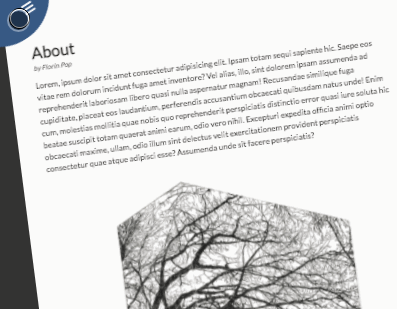 About
by Florin Pop
Lorem, ipsum dolor sit amet consectetur adipisicing elit. Ipsam totam sequi sapiente hic. Saepe eos
vitae rem dolorum incidunt fuga amet inventore? Vel alias, illo, sint dolorem ipsam assumenda ad
reprehenderit laboriosam libero quasi nulla aspernatur magnam! Recusandae similique fuga
cupiditate, placeat eos laudantium, perferendis accusantium obcaecati quibusdam natus unde! Enim
cum, molestias mollitia quae nobis quo reprehenderit perspiciatis distinctio error quasi iure soluta hic
beatae suscipit totam quaerat animi earum, odio vero nihil. Excepturi expedita officia animi optio
obcaecati maxime, ullam, odio illum sint delectus velit exercitationem provident perspiciatis
consectetur quae atque adipisci esse? Assumenda unde sit facere perspiciatis?